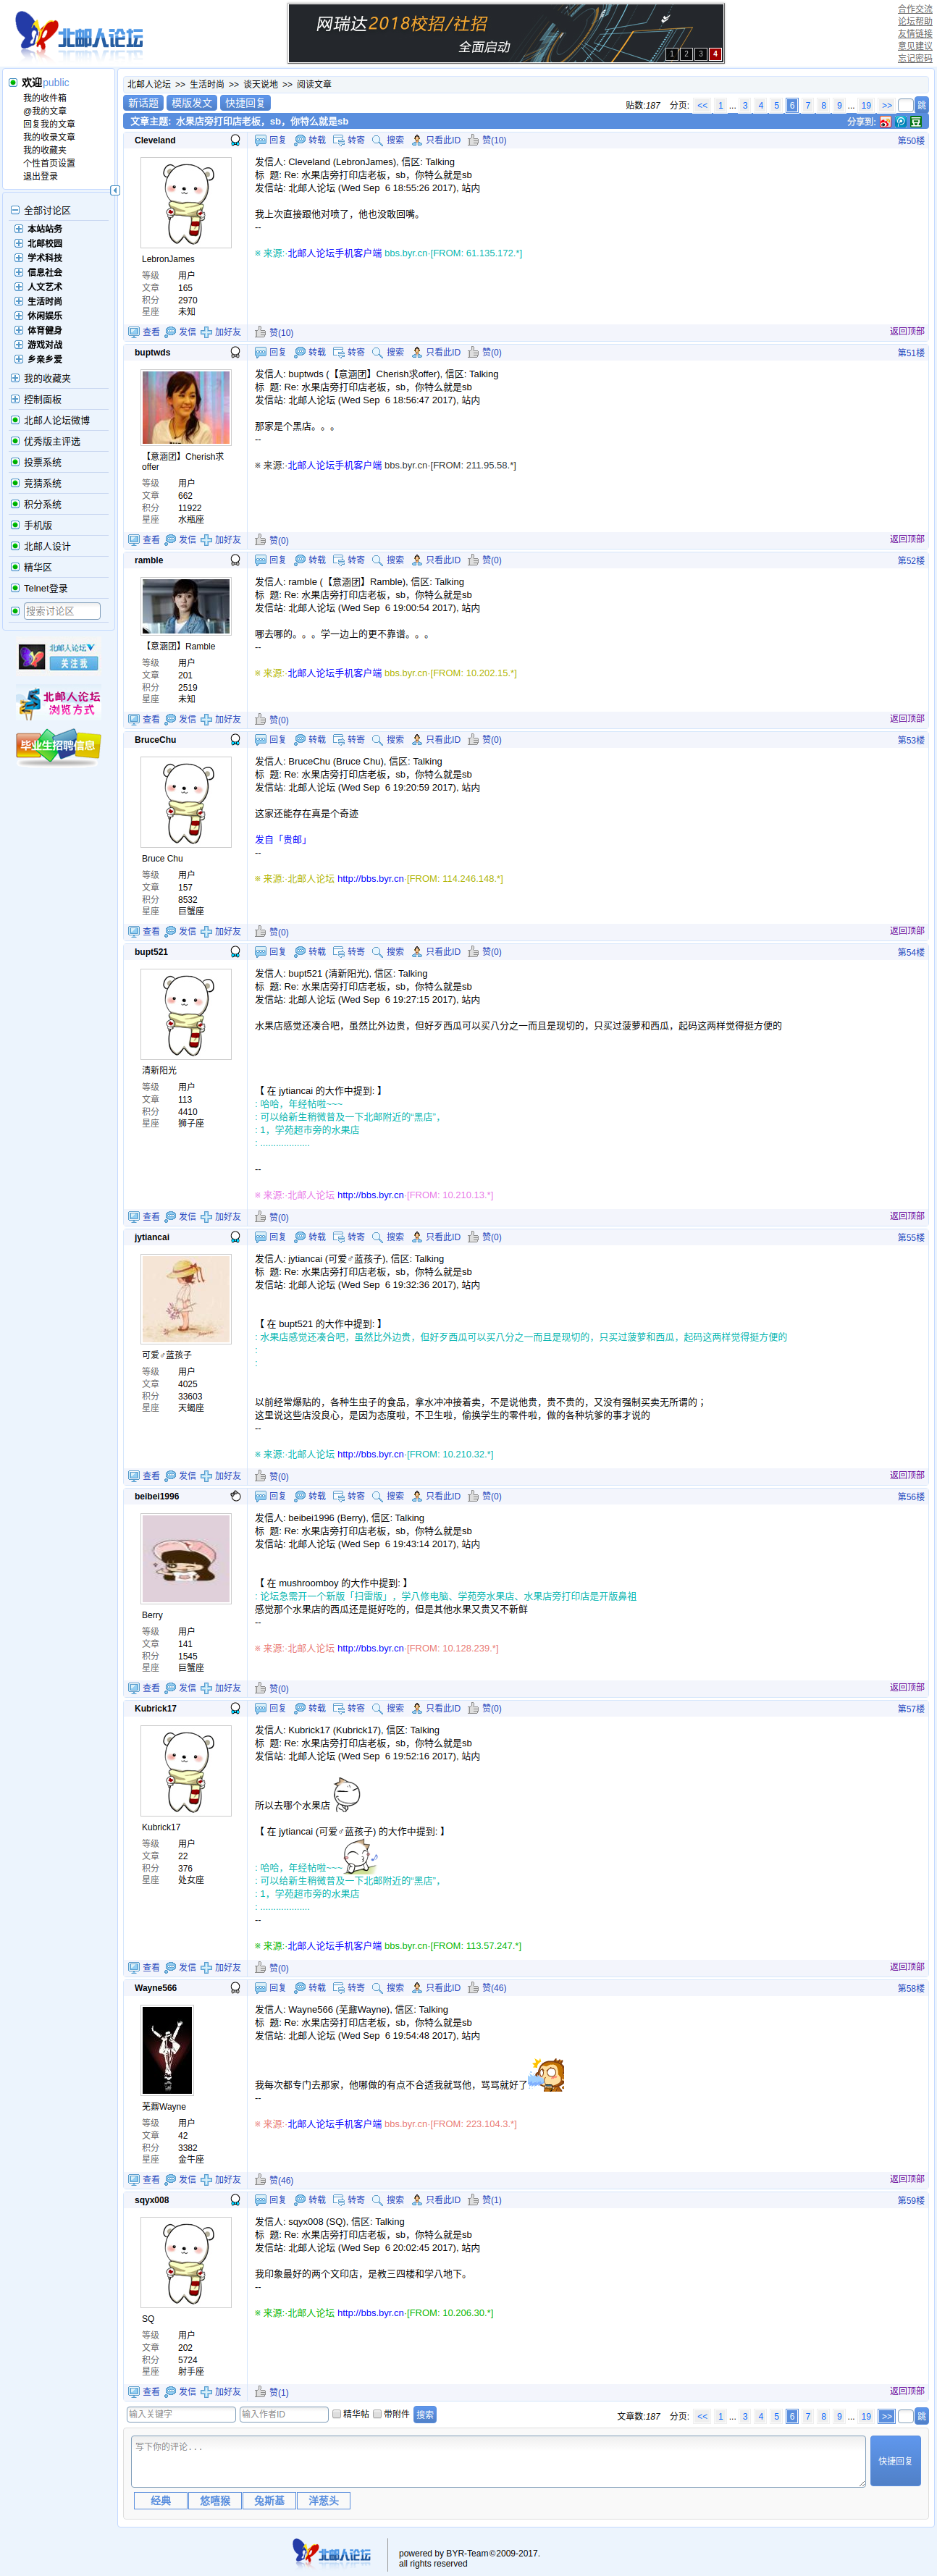 北邮人论坛
网瑞达2018校招/社招
全面启动
1 2 3 4
合作交流
论坛帮助
友情链接
意见建议
忘记密码
欢迎public
我的收件箱
@我的文章
回复我的文章
我的收录文章
我的收藏夹
个性首页设置
退出登录
全部讨论区
本站站务
北邮校园
学术科技
信息社会
人文艺术
生活时尚
休闲娱乐
体育健身
游戏对战
乡亲乡爱
我的收藏夹
控制面板
北邮人论坛微博
优秀版主评选
投票系统
竞猜系统
积分系统
手机版
北邮人设计
精华区
Telnet登录
搜索讨论区
北邮人论坛
关注我
北邮人论坛
浏览方式
毕业生招聘信息
北邮人论坛 >> 生活时尚 >> 谈天说地 >> 阅读文章
新话题 模版发文 快捷回复
贴数:187 分页: << 1 ... 3 4 5 6 7 8 9 ... 19 >> 跳
文章主题: 水果店旁打印店老板，sb，你特么就是sb 分享到:
Cleveland 回复 转载 转寄 搜索 只看此ID 赞(10) 第50楼
发信人: Cleveland (LebronJames), 信区: Talking
标 题: Re: 水果店旁打印店老板，sb，你特么就是sb
发信站: 北邮人论坛 (Wed Sep 6 18:55:26 2017), 站内
我上次直接跟他对喷了，他也没敢回嘴。
--
※ 来源:·北邮人论坛手机客户端 bbs.byr.cn·[FROM: 61.135.172.*]
LebronJames
等级 用户
文章 165
积分 2970
星座 未知
查看 发信 加好友 赞(10) 返回顶部
buptwds 回复 转载 转寄 搜索 只看此ID 赞(0) 第51楼
发信人: buptwds (【意涵团】Cherish求offer), 信区: Talking
标 题: Re: 水果店旁打印店老板，sb，你特么就是sb
发信站: 北邮人论坛 (Wed Sep 6 18:56:47 2017), 站内
那家是个黑店。。。
--
※ 来源:·北邮人论坛手机客户端 bbs.byr.cn·[FROM: 211.95.58.*]
【意涵团】Cherish求
offer
等级 用户
文章 662
积分 11922
星座 水瓶座
查看 发信 加好友 赞(0) 返回顶部
ramble 回复 转载 转寄 搜索 只看此ID 赞(0) 第52楼
发信人: ramble (【意涵团】Ramble), 信区: Talking
标 题: Re: 水果店旁打印店老板，sb，你特么就是sb
发信站: 北邮人论坛 (Wed Sep 6 19:00:54 2017), 站内
哪去哪的。。。学一边上的更不靠谱。。。
--
※ 来源:·北邮人论坛手机客户端 bbs.byr.cn·[FROM: 10.202.15.*]
【意涵团】Ramble
等级 用户
文章 201
积分 2519
星座 未知
查看 发信 加好友 赞(0) 返回顶部
BruceChu 回复 转载 转寄 搜索 只看此ID 赞(0) 第53楼
发信人: BruceChu (Bruce Chu), 信区: Talking
标 题: Re: 水果店旁打印店老板，sb，你特么就是sb
发信站: 北邮人论坛 (Wed Sep 6 19:20:59 2017), 站内
这家还能存在真是个奇迹
发自「贵邮」
--
※ 来源:·北邮人论坛 http://bbs.byr.cn·[FROM: 114.246.148.*]
Bruce Chu
等级 用户
文章 157
积分 8532
星座 巨蟹座
查看 发信 加好友 赞(0) 返回顶部
bupt521 回复 转载 转寄 搜索 只看此ID 赞(0) 第54楼
发信人: bupt521 (清新阳光), 信区: Talking
标 题: Re: 水果店旁打印店老板，sb，你特么就是sb
发信站: 北邮人论坛 (Wed Sep 6 19:27:15 2017), 站内
水果店感觉还凑合吧，虽然比外边贵，但好歹西瓜可以买八分之一而且是现切的，只买过菠萝和西瓜，起码这两样觉得挺方便的
【 在 jytiancai 的大作中提到: 】
: 哈哈，年经帖啦~~~
: 可以给新生稍微普及一下北邮附近的“黑店”，
: 1，学苑超市旁的水果店
: ...................
--
※ 来源:·北邮人论坛 http://bbs.byr.cn·[FROM: 10.210.13.*]
清新阳光
等级 用户
文章 113
积分 4410
星座 狮子座
查看 发信 加好友 赞(0) 返回顶部
jytiancai 回复 转载 转寄 搜索 只看此ID 赞(0) 第55楼
发信人: jytiancai (可爱♂蓝孩子), 信区: Talking
标 题: Re: 水果店旁打印店老板，sb，你特么就是sb
发信站: 北邮人论坛 (Wed Sep 6 19:32:36 2017), 站内
【 在 bupt521 的大作中提到: 】
: 水果店感觉还凑合吧，虽然比外边贵，但好歹西瓜可以买八分之一而且是现切的，只买过菠萝和西瓜，起码这两样觉得挺方便的
:
:
以前经常爆贴的，各种生虫子的食品，拿水冲冲接着卖，不是说他贵，贵不贵的，又没有强制买卖无所谓的；
这里说这些店没良心，是因为态度啦，不卫生啦，偷换学生的零件啦，做的各种坑爹的事才说的
--
※ 来源:·北邮人论坛 http://bbs.byr.cn·[FROM: 10.210.32.*]
可爱♂蓝孩子
等级 用户
文章 4025
积分 33603
星座 天蝎座
查看 发信 加好友 赞(0) 返回顶部
beibei1996 回复 转载 转寄 搜索 只看此ID 赞(0) 第56楼
发信人: beibei1996 (Berry), 信区: Talking
标 题: Re: 水果店旁打印店老板，sb，你特么就是sb
发信站: 北邮人论坛 (Wed Sep 6 19:43:14 2017), 站内
【 在 mushroomboy 的大作中提到: 】
: 论坛急需开一个新版「扫雷版」，学八修电脑、学苑旁水果店、水果店旁打印店是开版鼻祖
感觉那个水果店的西瓜还是挺好吃的，但是其他水果又贵又不新鲜
--
※ 来源:·北邮人论坛 http://bbs.byr.cn·[FROM: 10.128.239.*]
Berry
等级 用户
文章 141
积分 1545
星座 巨蟹座
查看 发信 加好友 赞(0) 返回顶部
Kubrick17 回复 转载 转寄 搜索 只看此ID 赞(0) 第57楼
发信人: Kubrick17 (Kubrick17), 信区: Talking
标 题: Re: 水果店旁打印店老板，sb，你特么就是sb
发信站: 北邮人论坛 (Wed Sep 6 19:52:16 2017), 站内
所以去哪个水果店
【 在 jytiancai (可爱♂蓝孩子) 的大作中提到: 】
: 哈哈，年经帖啦~~~
: 可以给新生稍微普及一下北邮附近的“黑店”，
: 1，学苑超市旁的水果店
: ...................
--
※ 来源:·北邮人论坛手机客户端 bbs.byr.cn·[FROM: 113.57.247.*]
Kubrick17
等级 用户
文章 22
积分 376
星座 处女座
查看 发信 加好友 赞(0) 返回顶部
Wayne566 回复 转载 转寄 搜索 只看此ID 赞(46) 第58楼
发信人: Wayne566 (芜蘛Wayne), 信区: Talking
标 题: Re: 水果店旁打印店老板，sb，你特么就是sb
发信站: 北邮人论坛 (Wed Sep 6 19:54:48 2017), 站内
我每次都专门去那家，他哪做的有点不合适我就骂他，骂骂就好了
--
※ 来源:·北邮人论坛手机客户端 bbs.byr.cn·[FROM: 223.104.3.*]
等级 用户
文章 42
积分 3382
星座 金牛座
查看 发信 加好友 赞(46) 返回顶部
sqyx008 回复 转载 转寄 搜索 只看此ID 赞(1) 第59楼
发信人: sqyx008 (SQ), 信区: Talking
标 题: Re: 水果店旁打印店老板，sb，你特么就是sb
发信站: 北邮人论坛 (Wed Sep 6 20:02:45 2017), 站内
我印象最好的两个文印店，是教三四楼和学八地下。
--
※ 来源:·北邮人论坛 http://bbs.byr.cn·[FROM: 10.206.30.*]
SQ
等级 用户
文章 202
积分 5724
星座 射手座
查看 发信 加好友 赞(1) 返回顶部
输入关键字 输入作者ID 精华帖 带附件 搜索
文章数:187 分页: << 1 ... 3 4 5 6 7 8 9 ... 19 >> 跳
写下你的评论...
快捷回复
经典 悠嘻猴 兔斯基 洋葱头
北邮人论坛
powered by BYR-Team©2009-2017.
all rights reserved